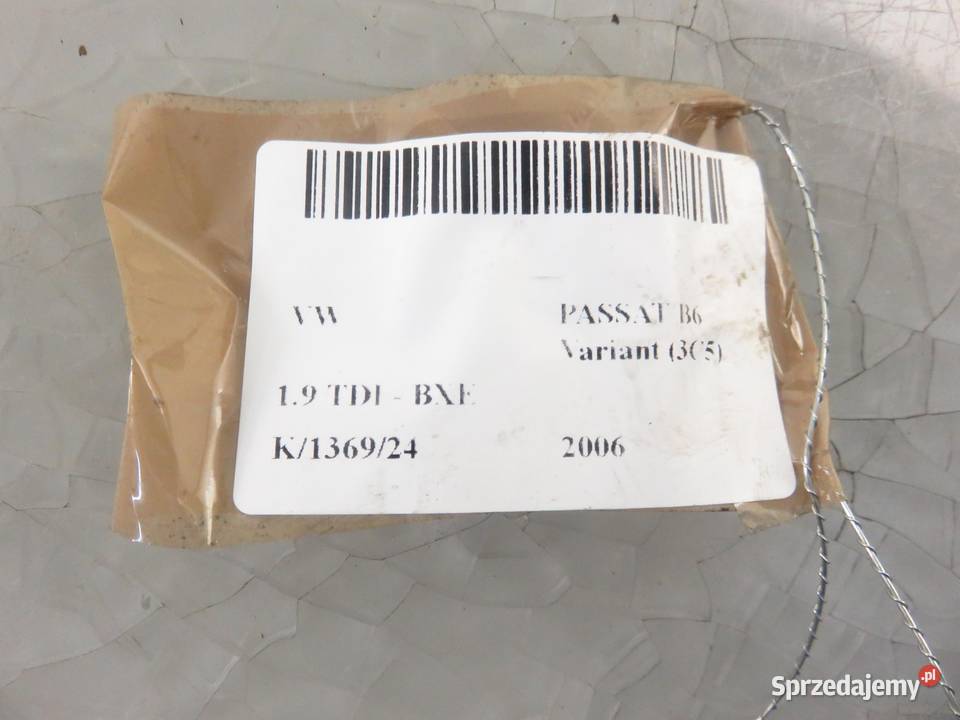 VW PASSAT B6
Variant (3C5)
1.9 TDI - BXE
K/1369/24 2006
Sprzedajemy.pl